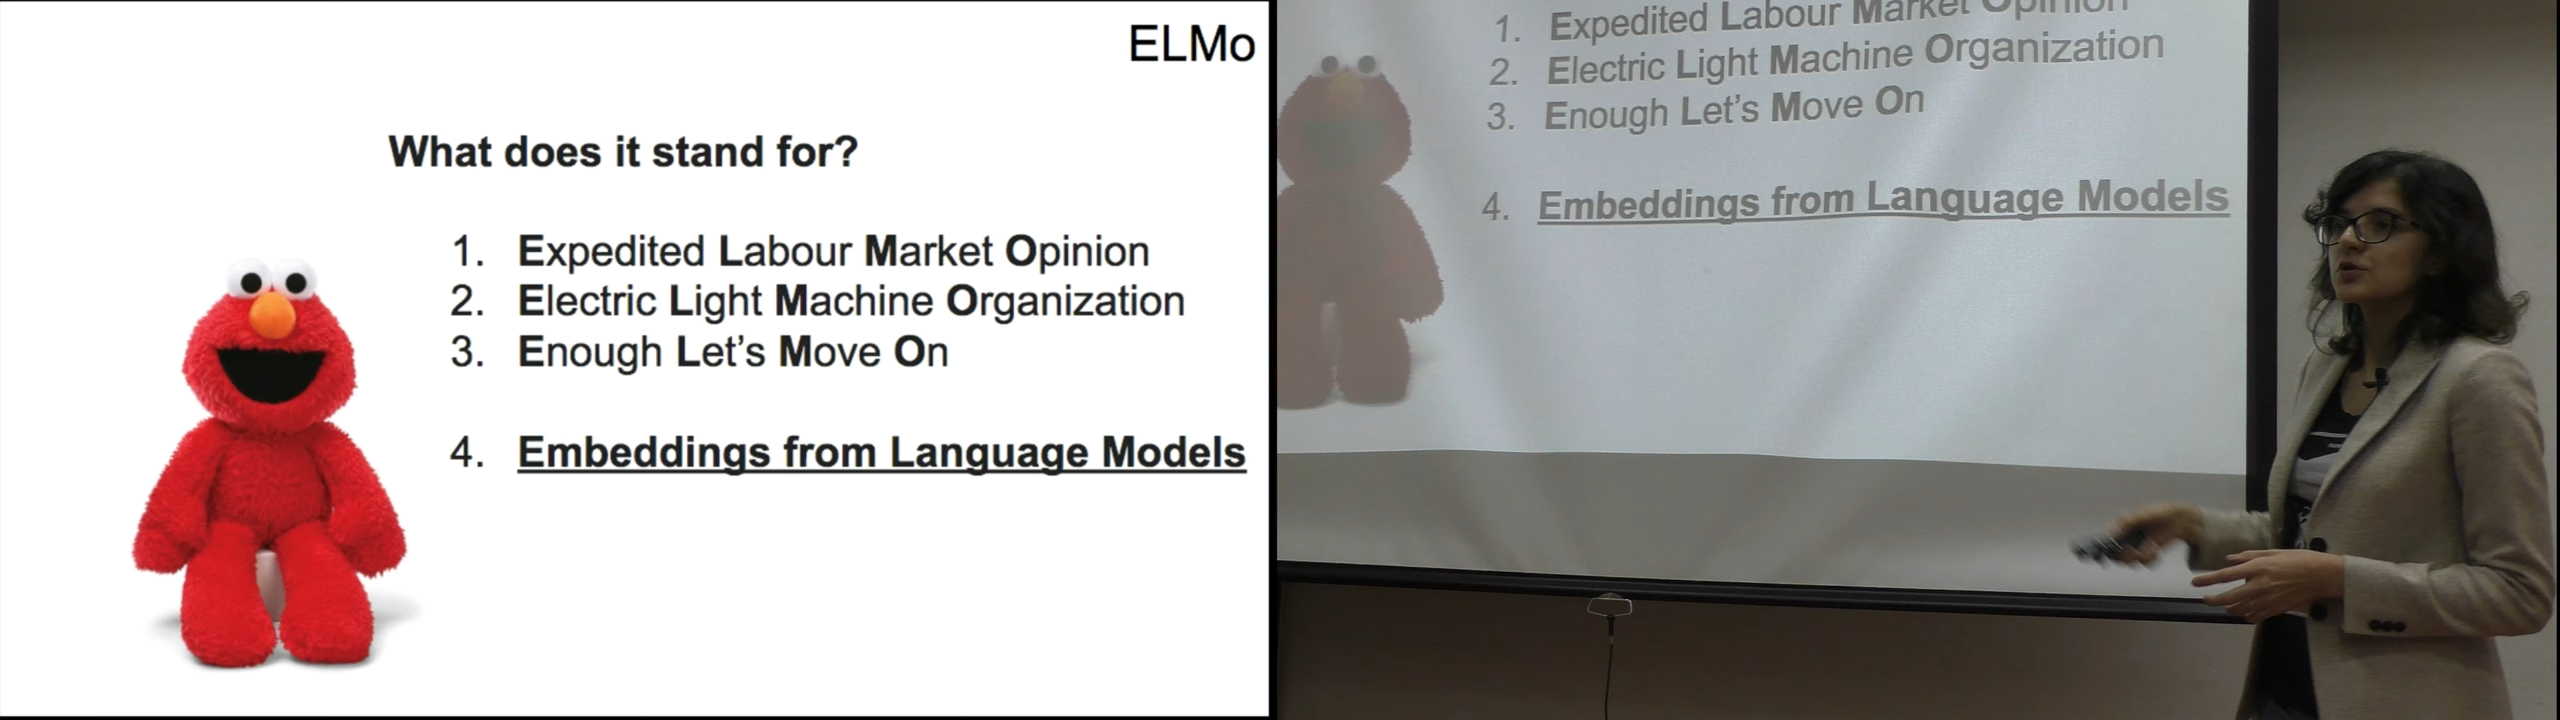 ELMo
What does it stand for?
1. Expedited Labour Market Opinion
2. Electric Light Machine Organization
3. Enough Let's Move On
4. Embeddings from Language Models
1. Expedited Labour Market Opinion
2. Electric Light Machine Organization
3. Enough Let's Move On
4. Embeddings from Language Models